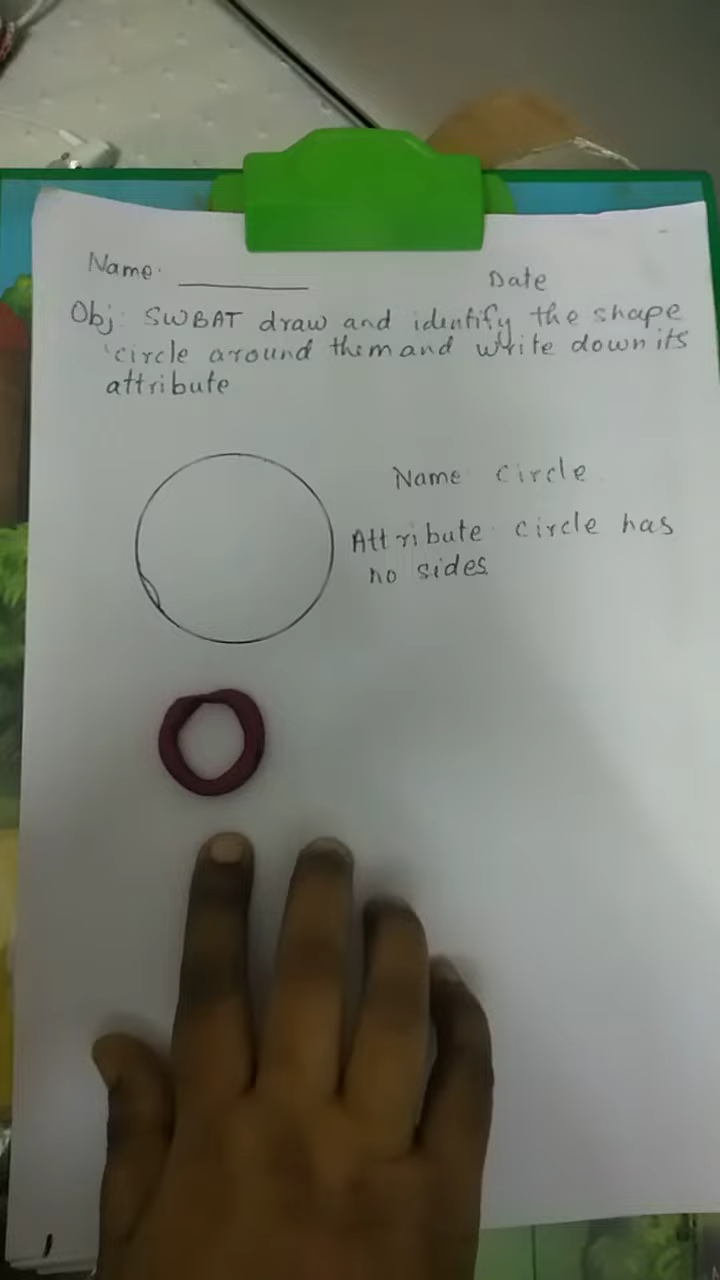 Name: ________ Date
Obj: SWBAT draw and identify the shape
circle around them and write down its
attribute
Name circle
Attribute circle has
no sides